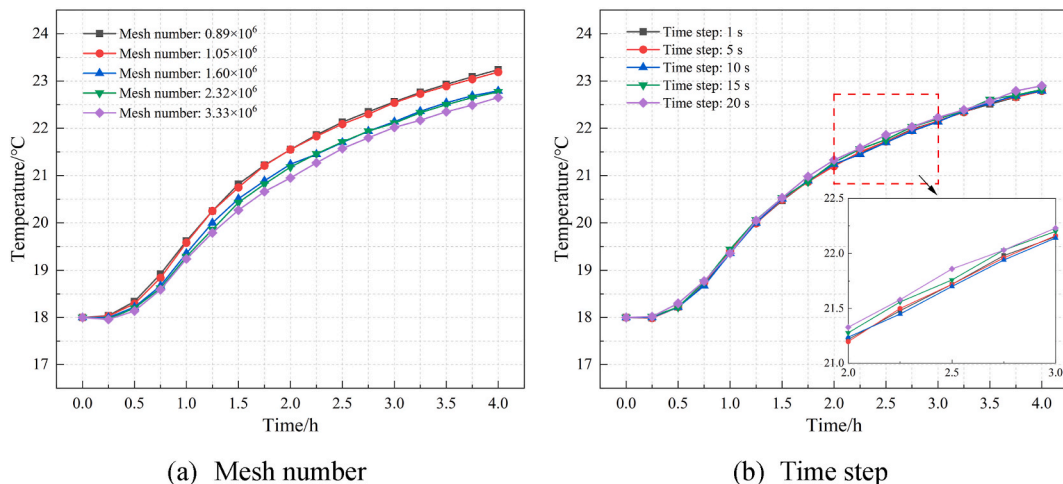 Temperature/°C
24
23
22
21
20
19
18
17
Mesh number: 0.89×10⁶
Mesh number: 1.05×10⁶
Mesh number: 1.60×10⁶
Mesh number: 2.32×10⁶
Mesh number: 3.33×10⁶
0.0 0.5 1.0 1.5 2.0 2.5 3.0 3.5 4.0
Time/h
(a) Mesh number
Temperature/°C
24
23
22
21
20
19
18
17
Time step: 1 s
Time step: 5 s
Time step: 10 s
Time step: 15 s
Time step: 20 s
22.5
22.0
21.5
21.0
2.0 2.5 3.0
0.0 0.5 1.0 1.5 2.0 2.5 3.0 3.5 4.0
Time/h
(b) Time step